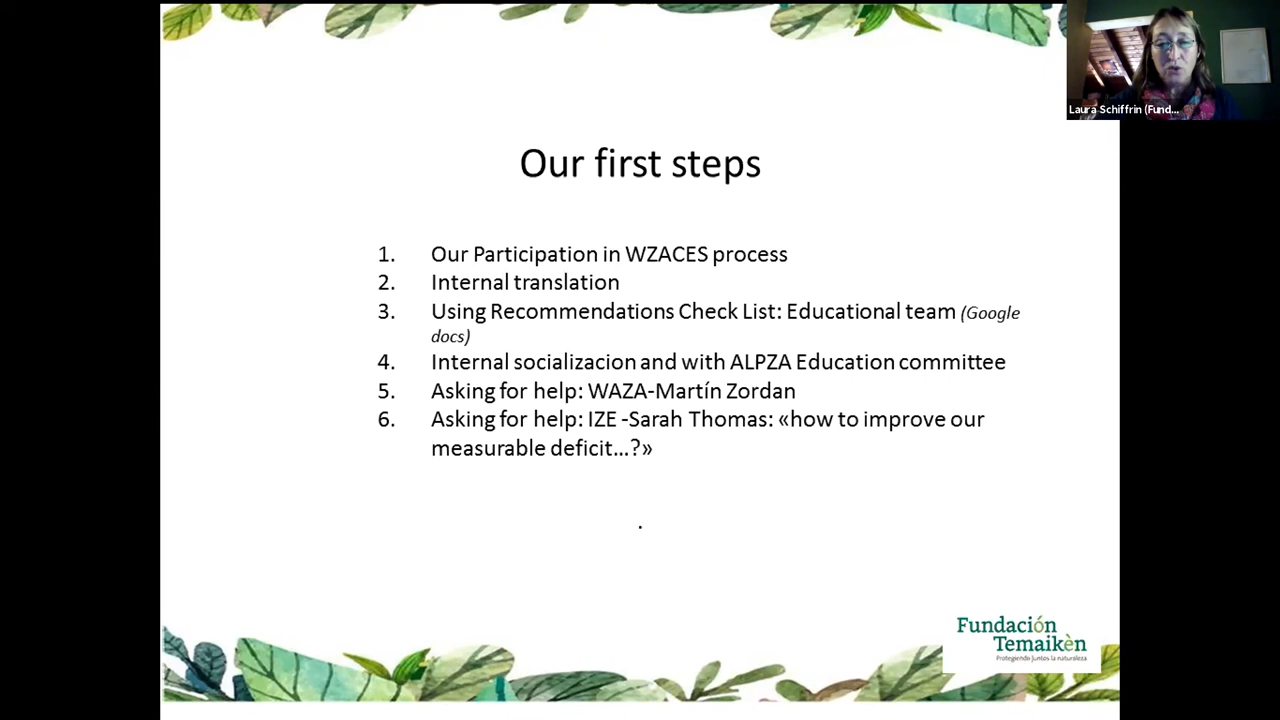 Laura Schiffrin (Fund...
Our first steps
1. Our Participation in WZACES process
2. Internal translation
3. Using Recommendations Check List: Educational team (Google
docs)
4. Internal socializacion and with ALPZA Education committee
5. Asking for help: WAZA-Martín Zordan
6. Asking for help: IZE -Sarah Thomas: «how to improve our
measurable deficit...?»
.
Fundación
Temaikèn
Protegiendo juntos la naturaleza